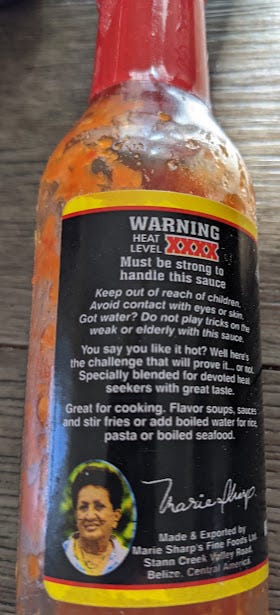 WARNING
HEAT
LEVEL XXXX
Must be strong to
handle this sauce
Keep out of reach of children.
Avoid contact with eyes or skin.
Got water? Do not play tricks on the
weak or elderly with this sauce.
You say you like it hot? Well here's
the challenge that will prove it... or not.
Specially blended for devoted heat
seekers with great taste.
Great for cooking. Flavor soups, sauces
and stir fries or add boiled water for rice,
pasta or boiled seafood.
Marie Sharp
Made & Exported by
Marie Sharp's Fine Foods Ltd.
Stann Creek Valley Road,
Belize, Central America.